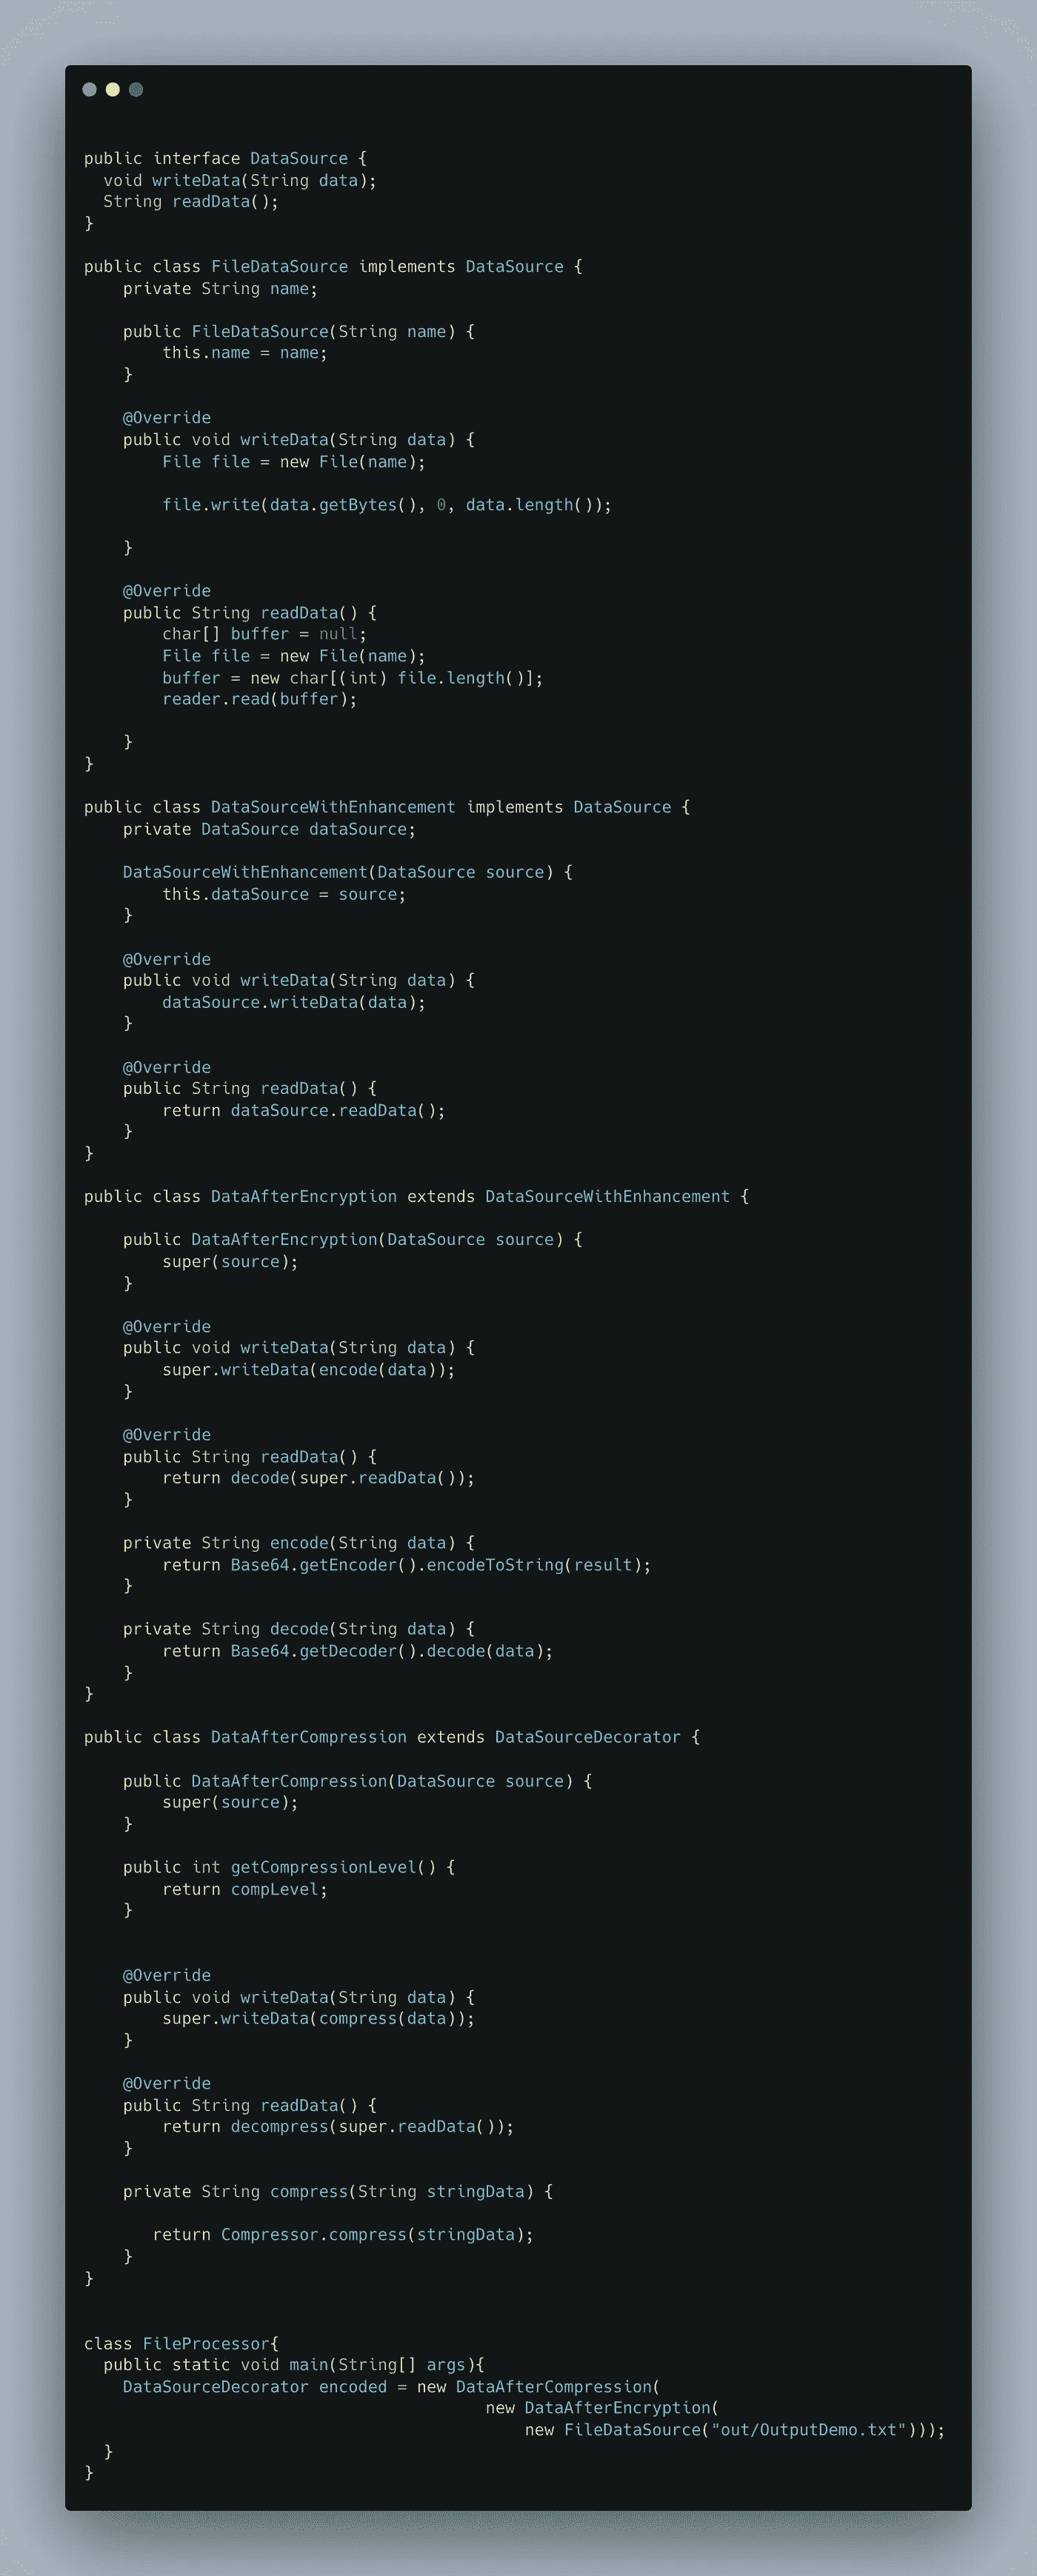 public interface DataSource {
  void writeData(String data);
  String readData();
}

public class FileDataSource implements DataSource {
    private String name;

    public FileDataSource(String name) {
        this.name = name;
    }

    @Override
    public void writeData(String data) {
        File file = new File(name);

        file.write(data.getBytes(), 0, data.length());

    }

    @Override
    public String readData() {
        char[] buffer = null;
        File file = new File(name);
        buffer = new char[(int) file.length()];
        reader.read(buffer);

    }
}

public class DataSourceWithEnhancement implements DataSource {
    private DataSource dataSource;

    DataSourceWithEnhancement(DataSource source) {
        this.dataSource = source;
    }

    @Override
    public void writeData(String data) {
        dataSource.writeData(data);
    }

    @Override
    public String readData() {
        return dataSource.readData();
    }
}

public class DataAfterEncryption extends DataSourceWithEnhancement {

    public DataAfterEncryption(DataSource source) {
        super(source);
    }

    @Override
    public void writeData(String data) {
        super.writeData(encode(data));
    }

    @Override
    public String readData() {
        return decode(super.readData());
    }

    private String encode(String data) {
        return Base64.getEncoder().encodeToString(result);
    }

    private String decode(String data) {
        return Base64.getDecoder().decode(data);
    }
}

public class DataAfterCompression extends DataSourceDecorator {

    public DataAfterCompression(DataSource source) {
        super(source);
    }

    public int getCompressionLevel() {
        return compLevel;
    }


    @Override
    public void writeData(String data) {
        super.writeData(compress(data));
    }

    @Override
    public String readData() {
        return decompress(super.readData());
    }

    private String compress(String stringData) {

       return Compressor.compress(stringData);
    }
}


class FileProcessor{
  public static void main(String[] args){
    DataSourceDecorator encoded = new DataAfterCompression(
                                         new DataAfterEncryption(
                                             new FileDataSource("out/OutputDemo.txt")));
  }
}